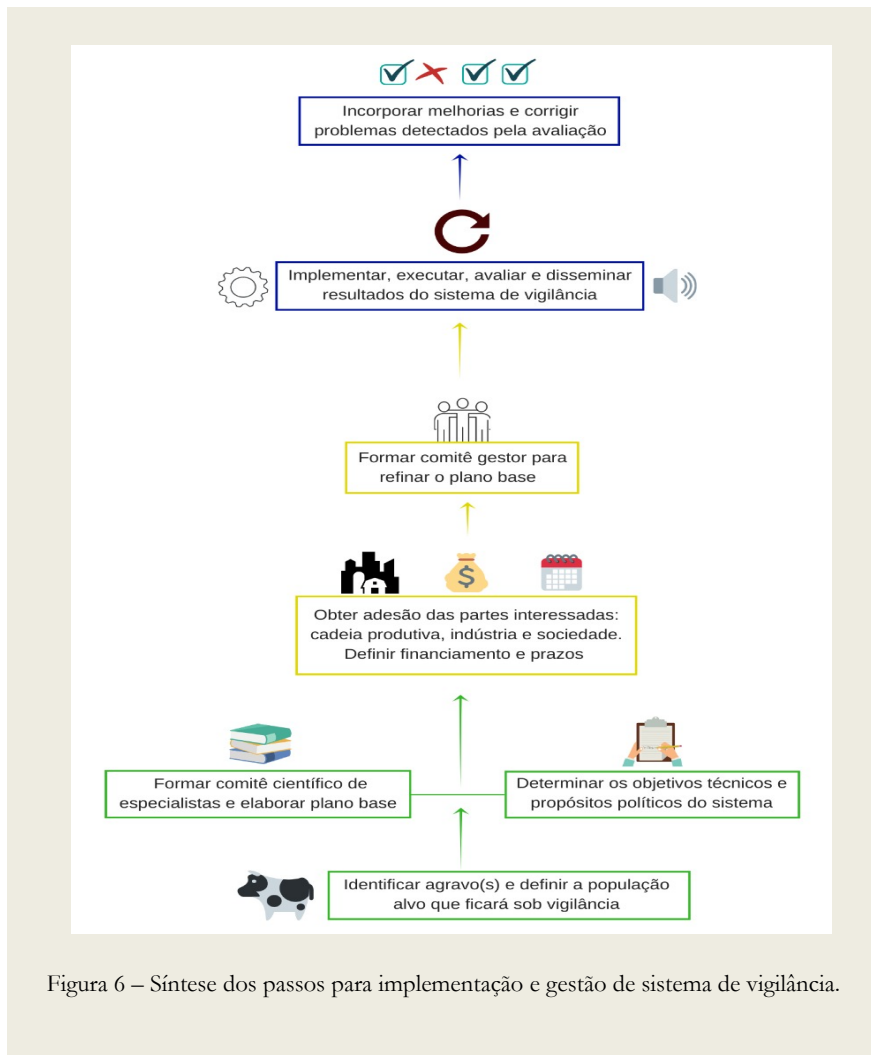 Incorporar melhorias e corrigir
problemas detectados pela avaliação
Implementar, executar, avaliar e disseminar
resultados do sistema de vigilância
Formar comitê gestor para
refinar o plano base
$
Obter adesão das partes interessadas:
cadeia produtiva, indústria e sociedade.
Definir financiamento e prazos
Formar comitê científico de
especialistas e elaborar plano base
Determinar os objetivos técnicos e
propósitos políticos do sistema
Identificar agravo(s) e definir a população
alvo que ficará sob vigilância
Figura 6 – Síntese dos passos para implementação e gestão de sistema de vigilância.